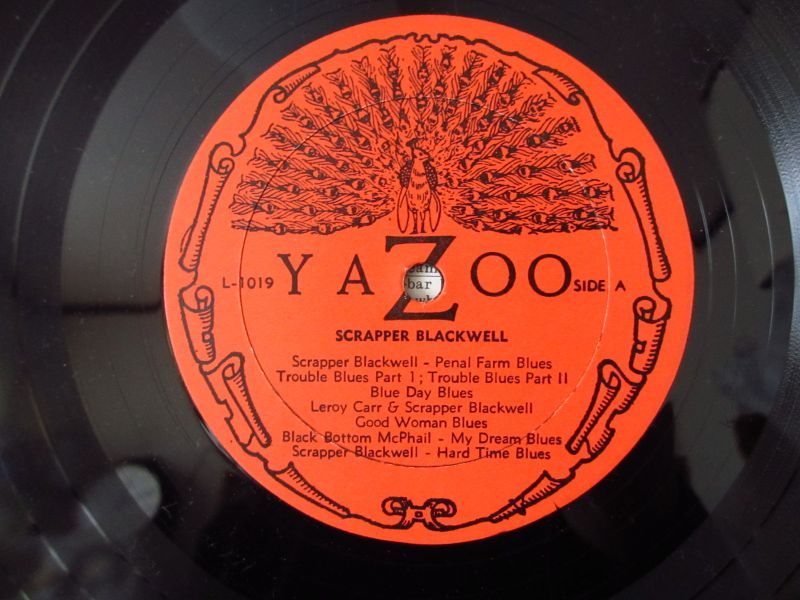 L-1019 YAZOO SIDE A
bar
SCRAPPER BLACKWELL
Scrapper Blackwell - Penal Farm Blues
Trouble Blues Part 1; Trouble Blues Part II
Blue Day Blues
Leroy Carr & Scrapper Blackwell
Good Woman Blues
Black Bottom McPhail - My Dream Blues
Scrapper Blackwell - Hard Time Blues